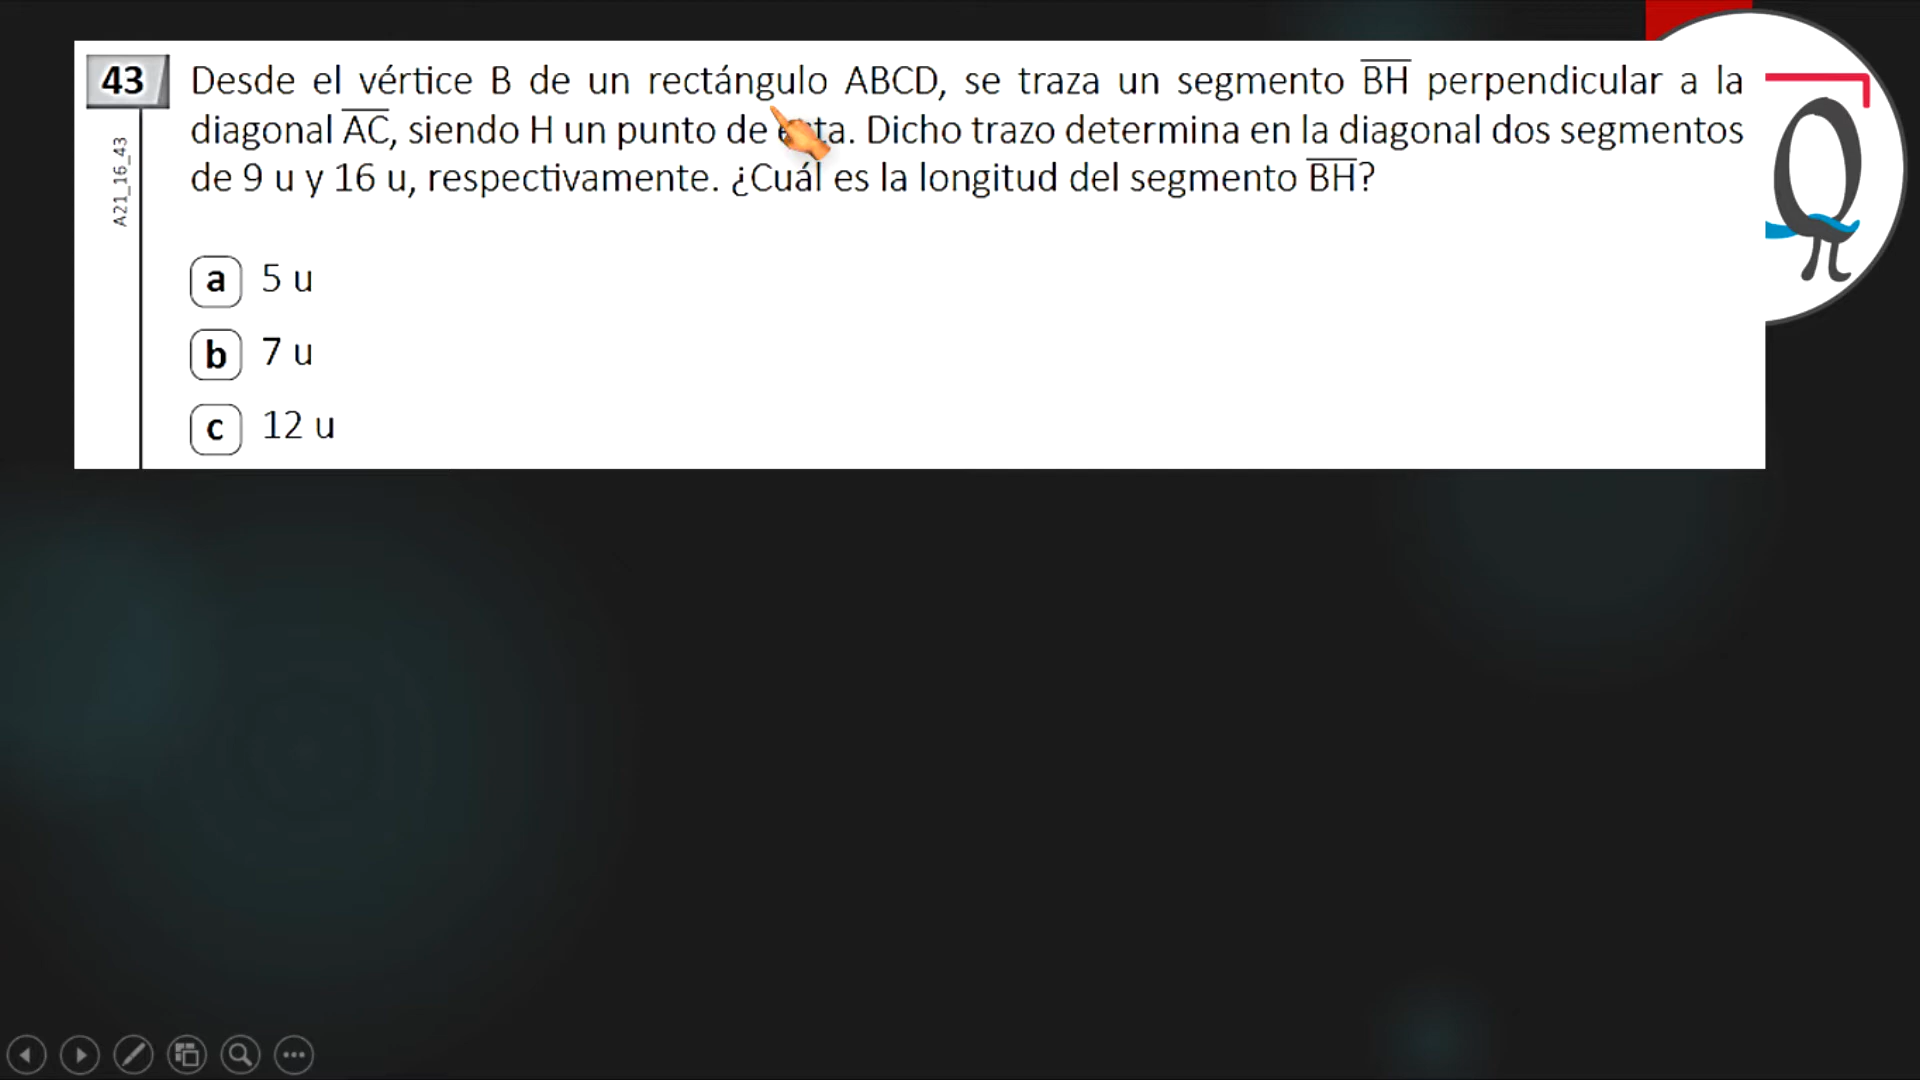 43 Desde el vértice B de un rectángulo ABCD, se traza un segmento BH perpendicular a la
diagonal AC, siendo H un punto de esta. Dicho trazo determina en la diagonal dos segmentos
de 9 u y 16 u, respectivamente. ¿Cuál es la longitud del segmento BH?
A21_16_43
a 5 u
b 7 u
c 12 u